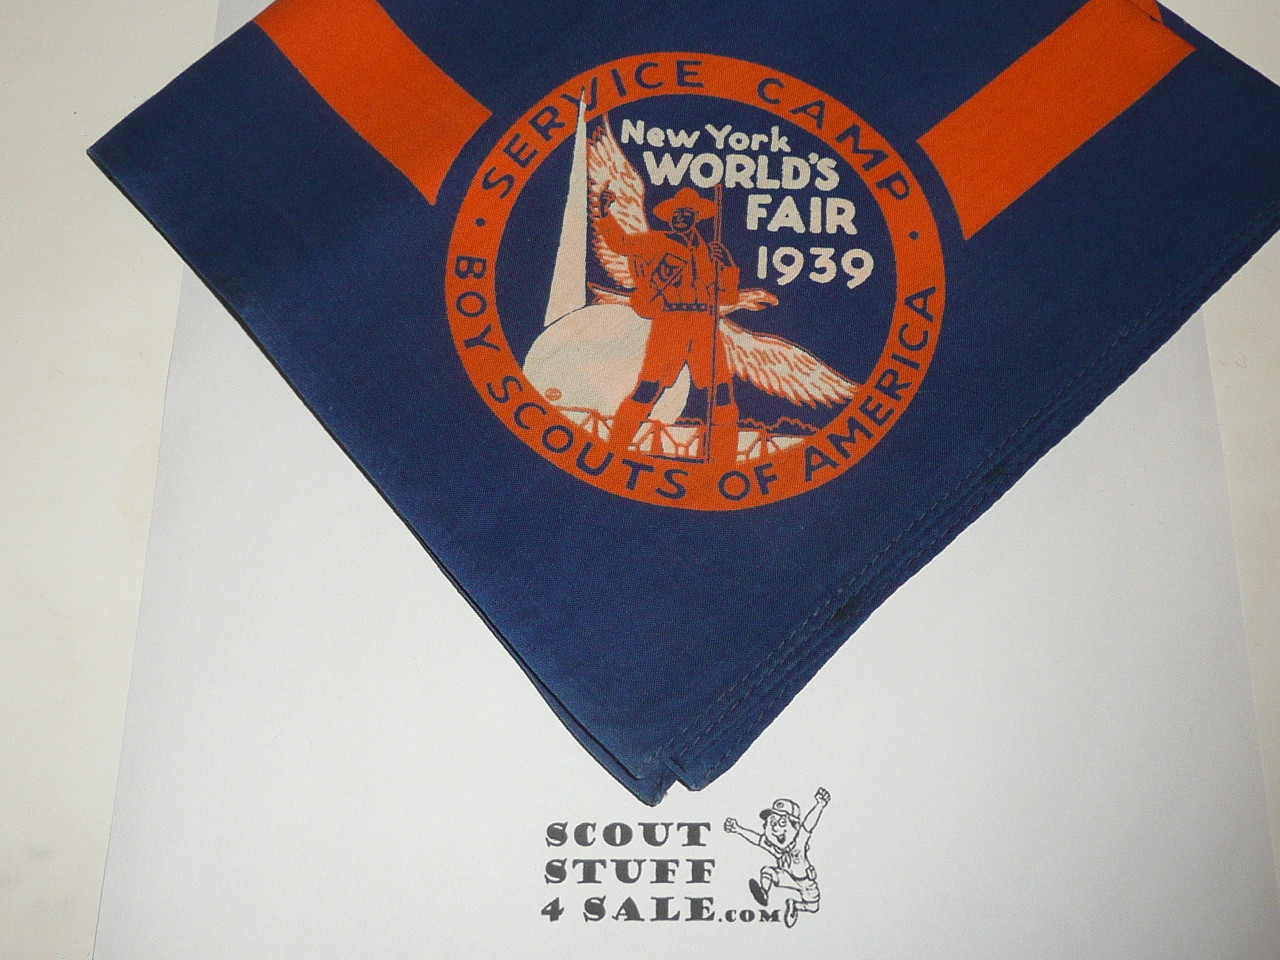 · SERVICE CAMP ·
New York
WORLD'S
FAIR
1939
BOY SCOUTS OF AMERICA
SCOUT
STUFF
4 SALE.COM